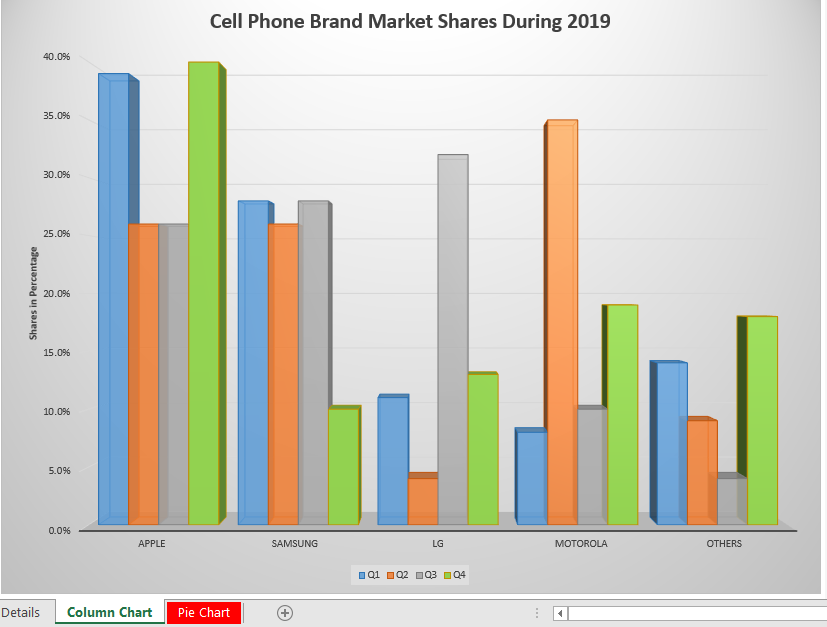 Cell Phone Brand Market Shares During 2019
40.0%
35.0%
30.0%
25.0%
20.0%
15.0%
10.0%
5.0%
0.0%
Shares in Percentage
APPLE SAMSUNG LG MOTOROLA OTHERS
Q1 Q2 Q3 Q4
Details Column Chart Pie Chart